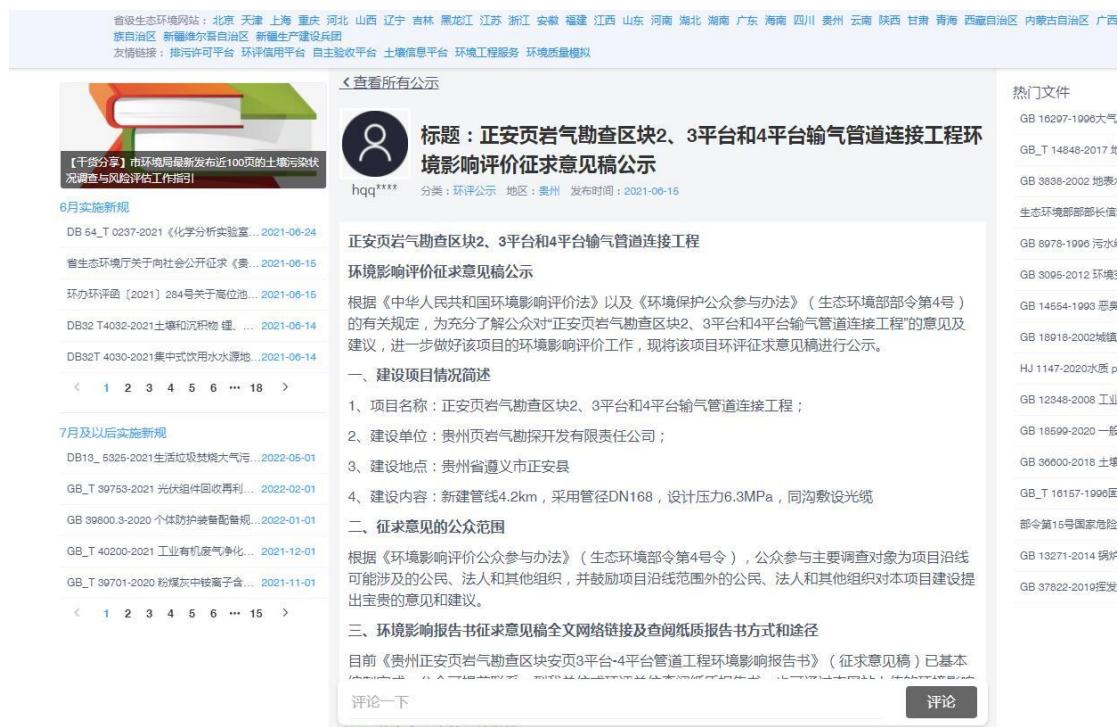 省级生态环境网站：北京 天津 上海 重庆 河北 山西 辽宁 吉林 黑龙江 江苏 浙江 安徽 福建 江西 山东 河南 湖北 湖南 广东 海南 四川 贵州 云南 陕西 甘肃 青海 西藏自治区 内蒙古自治区 广西
族自治区 新疆维尔吾自治区 新疆生产建设兵团
友情链接：排污许可平台 环评信用平台 自主验收平台 土壤信息平台 环境工程服务 环境质量模拟
【干货分享】市环境局最新发布近100页的土壤污染状
况调查与风险评估工作指引
6月实施新规
DB 54_T 0237-2021《化学分析实验室... 2021-06-24
省生态环境厅关于向社会公开征求《贵... 2021-06-15
环办环评函〔2021〕284号关于高位池... 2021-06-15
DB32 T4032-2021土壤和沉积物 锂、... 2021-06-14
DB32T 4030-2021集中式饮用水水源地... 2021-06-14
< 1 2 3 4 5 6 ··· 18 >
7月及以后实施新规
DB13_ 5325-2021生活垃圾焚烧大气污... 2022-05-01
GB_T 39753-2021 光伏组件回收再利... 2022-02-01
GB 39800.3-2020 个体防护装备配备规... 2022-01-01
GB_T 40200-2021 工业有机废气净化... 2021-12-01
GB_T 39701-2020 粉煤灰中铵离子含... 2021-11-01
< 1 2 3 4 5 6 ··· 15 >
<查看所有公示
标题：正安页岩气勘查区块2、3平台和4平台输气管道连接工程环
境影响评价征求意见稿公示
hqq****
分类：环评公示 地区：贵州 发布时间：2021-06-15
正安页岩气勘查区块2、3平台和4平台输气管道连接工程
环境影响评价征求意见稿公示
根据《中华人民共和国环境影响评价法》以及《环境保护公众参与办法》（生态环境部部令第4号）
的有关规定，为充分了解公众对“正安页岩气勘查区块2、3平台和4平台输气管道连接工程”的意见及
建议，进一步做好该项目的环境影响评价工作，现将该项目环评征求意见稿进行公示。
一、建设项目情况简述
1、项目名称：正安页岩气勘查区块2、3平台和4平台输气管道连接工程；
2、建设单位：贵州页岩气勘探开发有限责任公司；
3、建设地点：贵州省遵义市正安县
4、建设内容：新建管线4.2km，采用管径DN168，设计压力6.3MPa，同沟敷设光缆
二、征求意见的公众范围
根据《环境影响评价公众参与办法》（生态环境部令第4号令），公众参与主要调查对象为项目沿线
可能涉及的公民、法人和其他组织，并鼓励项目沿线范围外的公民、法人和其他组织对本项目建设提
出宝贵的意见和建议。
三、环境影响报告书征求意见稿全文网络链接及查阅纸质报告书方式和途径
目前《贵州正安页岩气勘查区块安页3平台-4平台管道工程环境影响报告书》（征求意见稿）已基本
评论一下
评论
热门文件
GB 16297-1996大气
GB_T 14848-2017 地
GB 3838-2002 地表
生态环境部部长信
GB 8978-1996 污水
GB 3095-2012 环境
GB 14554-1993 恶臭
GB 18918-2002城镇
HJ 1147-2020水质 p
GB 12348-2008 工业
GB 18599-2020 一般
GB 36600-2018 土壤
GB_T 16157-1996固
部令第15号国家危险
GB 13271-2014 锅炉
GB 37822-2019挥发